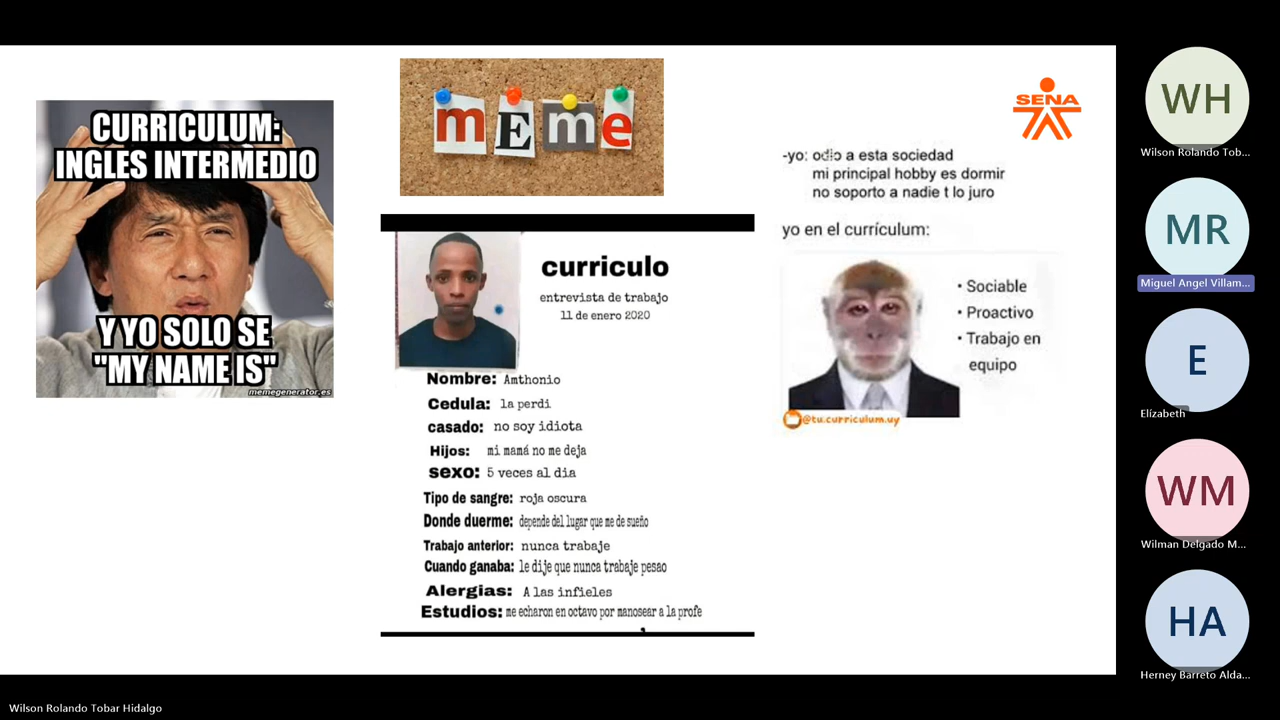 CURRICULUM:
INGLES INTERMEDIO
Y YO SOLO SE
"MY NAME IS"
memegenerator.es
mEme
curriculo
entrevista de trabajo
11 de enero 2020
Nombre: Amthonio
Cedula: la perdi
casado: no soy idiota
Hijos: mi mamá no me deja
sexo: 5 veces al dia
Tipo de sangre: roja oscura
Donde duerme: depende del lugar que me de sueño
Trabajo anterior: nunca trabaje
Cuando ganaba: le dije que nunca trabaje pesao
Alergias: A las infieles
Estudios: me echaron en octavo por manosear a la profe
SENA
-yo: odio a esta sociedad
mi principal hobby es dormir
no soporto a nadie t lo juro
yo en el currículum:
• Sociable
• Proactivo
• Trabajo en
equipo
@tu.curriculum.uy
WH
Wilson Rolando Tob...
MR
Miguel Angel Villam...
E
Elízabeth
WM
Wilman Delgado M...
HA
Herney Barreto Alda...
Wilson Rolando Tobar Hidalgo